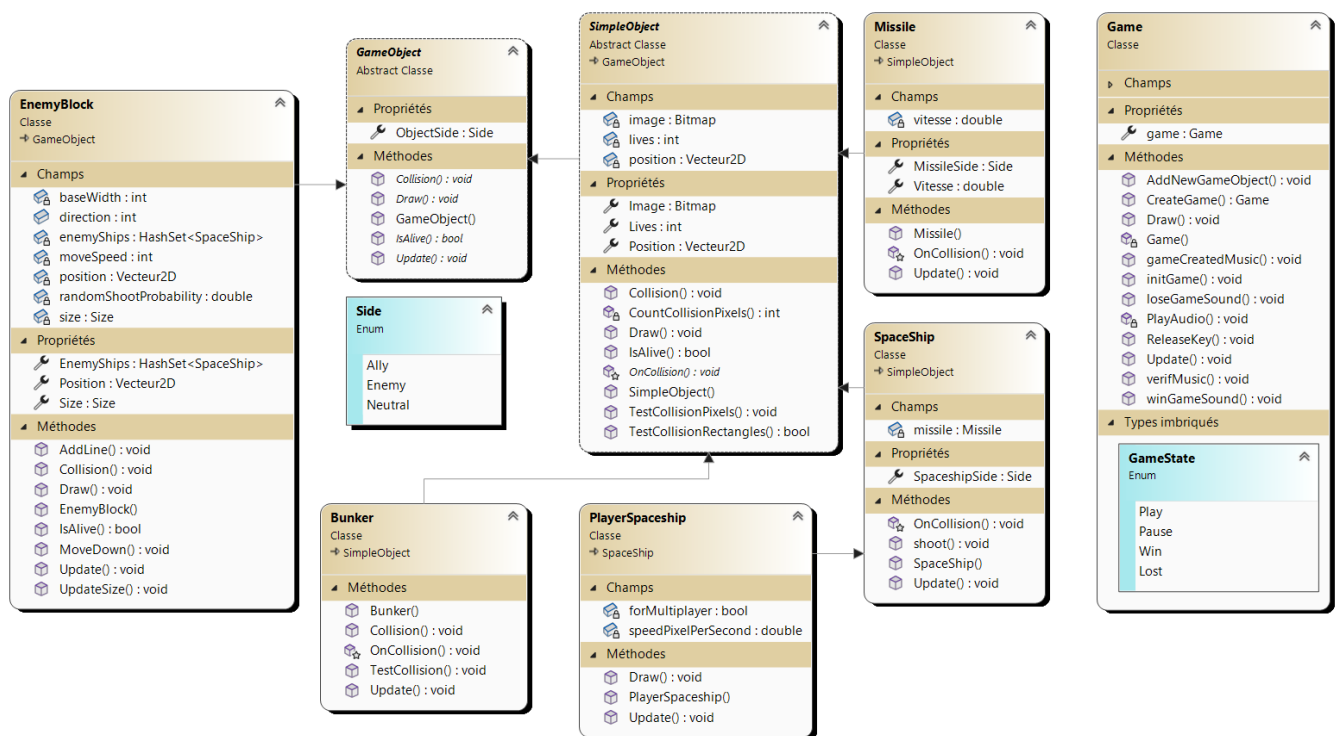 EnemyBlock
Classe
GameObject
Champs
baseWidth : int
direction : int
enemyShips : HashSet<SpaceShip>
moveSpeed : int
position : Vecteur2D
randomShootProbability : double
size : Size
Propriétés
EnemyShips : HashSet<SpaceShip>
Position : Vecteur2D
Size : Size
Méthodes
AddLine() : void
Collision() : void
Draw() : void
EnemyBlock()
IsAlive() : bool
MoveDown() : void
Update() : void
UpdateSize() : void
GameObject
Abstract Classe
Propriétés
ObjectSide : Side
Méthodes
Collision() : void
Draw() : void
GameObject()
IsAlive() : bool
Update() : void
Side
Enum
Ally
Enemy
Neutral
Bunker
Classe
SimpleObject
Méthodes
Bunker()
Collision() : void
OnCollision() : void
TestCollision() : void
Update() : void
SimpleObject
Abstract Classe
GameObject
Champs
image : Bitmap
lives : int
position : Vecteur2D
Propriétés
Image : Bitmap
Lives : int
Position : Vecteur2D
Méthodes
Collision() : void
CountCollisionPixels() : int
Draw() : void
IsAlive() : bool
OnCollision() : void
SimpleObject()
TestCollisionPixels() : void
TestCollisionRectangles() : bool
PlayerSpaceship
Classe
SpaceShip
Champs
forMultiplayer : bool
speedPixelPerSecond : double
Méthodes
Draw() : void
PlayerSpaceship()
Update() : void
Missile
Classe
SimpleObject
Champs
vitesse : double
Propriétés
MissileSide : Side
Vitesse : double
Méthodes
Missile()
OnCollision() : void
Update() : void
SpaceShip
Classe
SimpleObject
Champs
missile : Missile
Propriétés
SpaceshipSide : Side
Méthodes
OnCollision() : void
shoot() : void
SpaceShip()
Update() : void
Game
Classe
Champs
Propriétés
game : Game
Méthodes
AddNewGameObject() : void
CreateGame() : Game
Draw() : void
Game()
gameCreatedMusic() : void
initGame() : void
loseGameSound() : void
PlayAudio() : void
ReleaseKey() : void
Update() : void
verifMusic() : void
winGameSound() : void
Types imbriqués
GameState
Enum
Play
Pause
Win
Lost